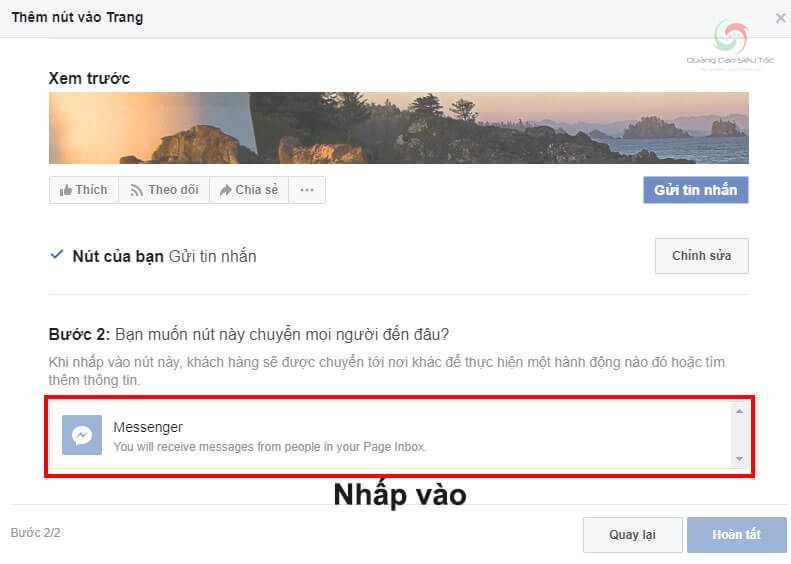 Thêm nút vào Trang
Quảng Cáo Siêu Tốc
Xem trước
Thích
Theo dõi
Chia sẻ
Gửi tin nhắn
Nút của bạn Gửi tin nhắn
Chỉnh sửa
Bước 2: Bạn muốn nút này chuyển mọi người đến đâu?
Khi nhấp vào nút này, khách hàng sẽ được chuyển tới nơi khác để thực hiện một hành động nào đó hoặc tìm
thêm thông tin.
Messenger
You will receive messages from people in your Page Inbox.
Nhấp vào
Bước 2/2
Quay lại
Hoàn tất